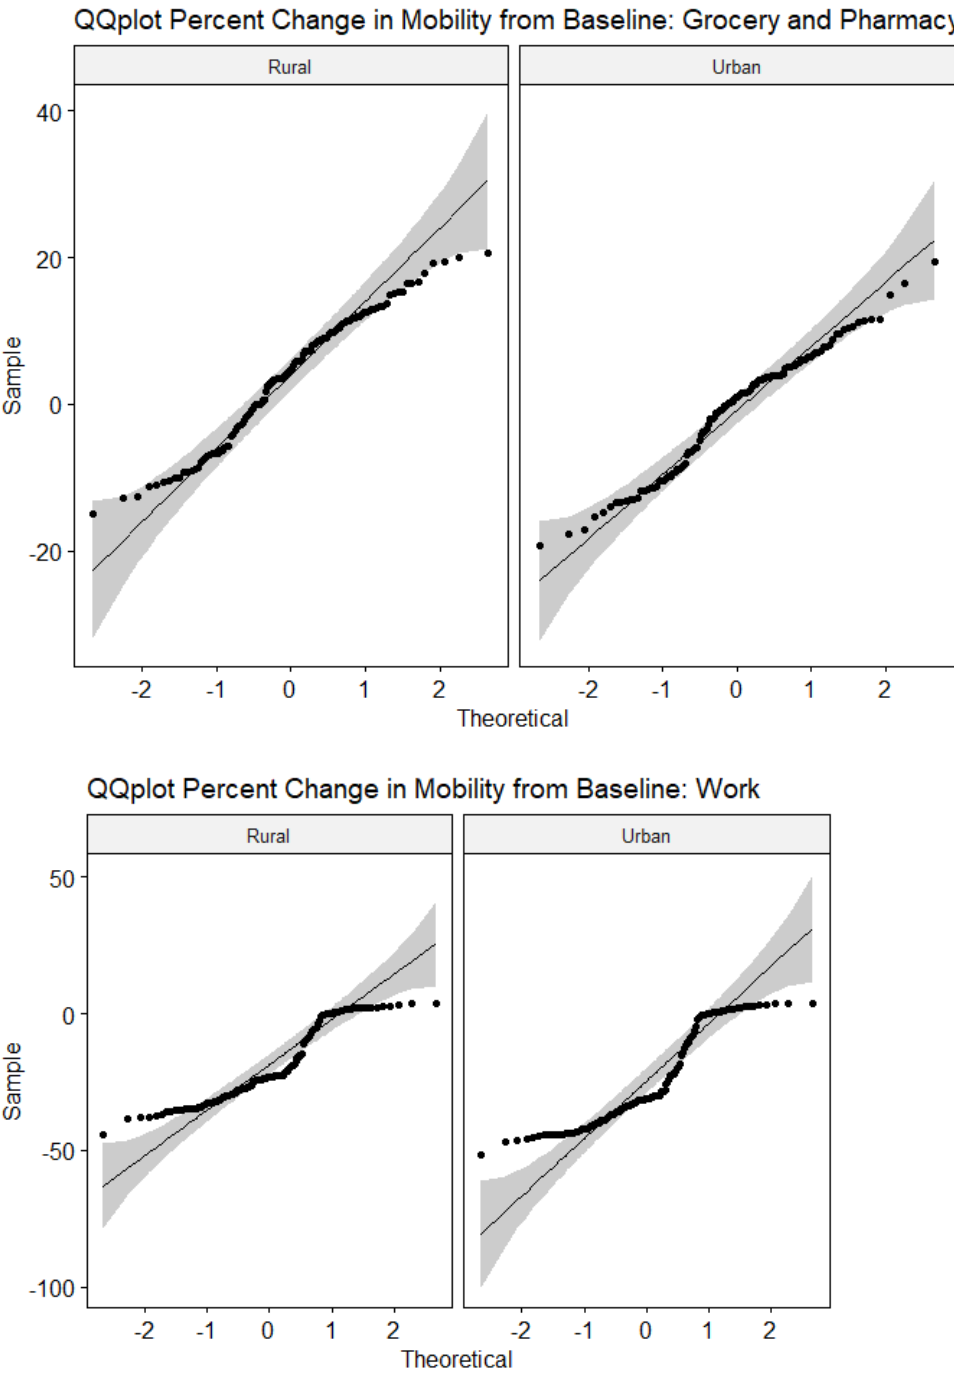 QQplot Percent Change in Mobility from Baseline: Grocery and Pharmacy
Rural Urban
40
20
0
-20
Sample
-2 -1 0 1 2 -2 -1 0 1 2
Theoretical
QQplot Percent Change in Mobility from Baseline: Work
Rural Urban
50
0
-50
-100
Sample
-2 -1 0 1 2 -2 -1 0 1 2
Theoretical